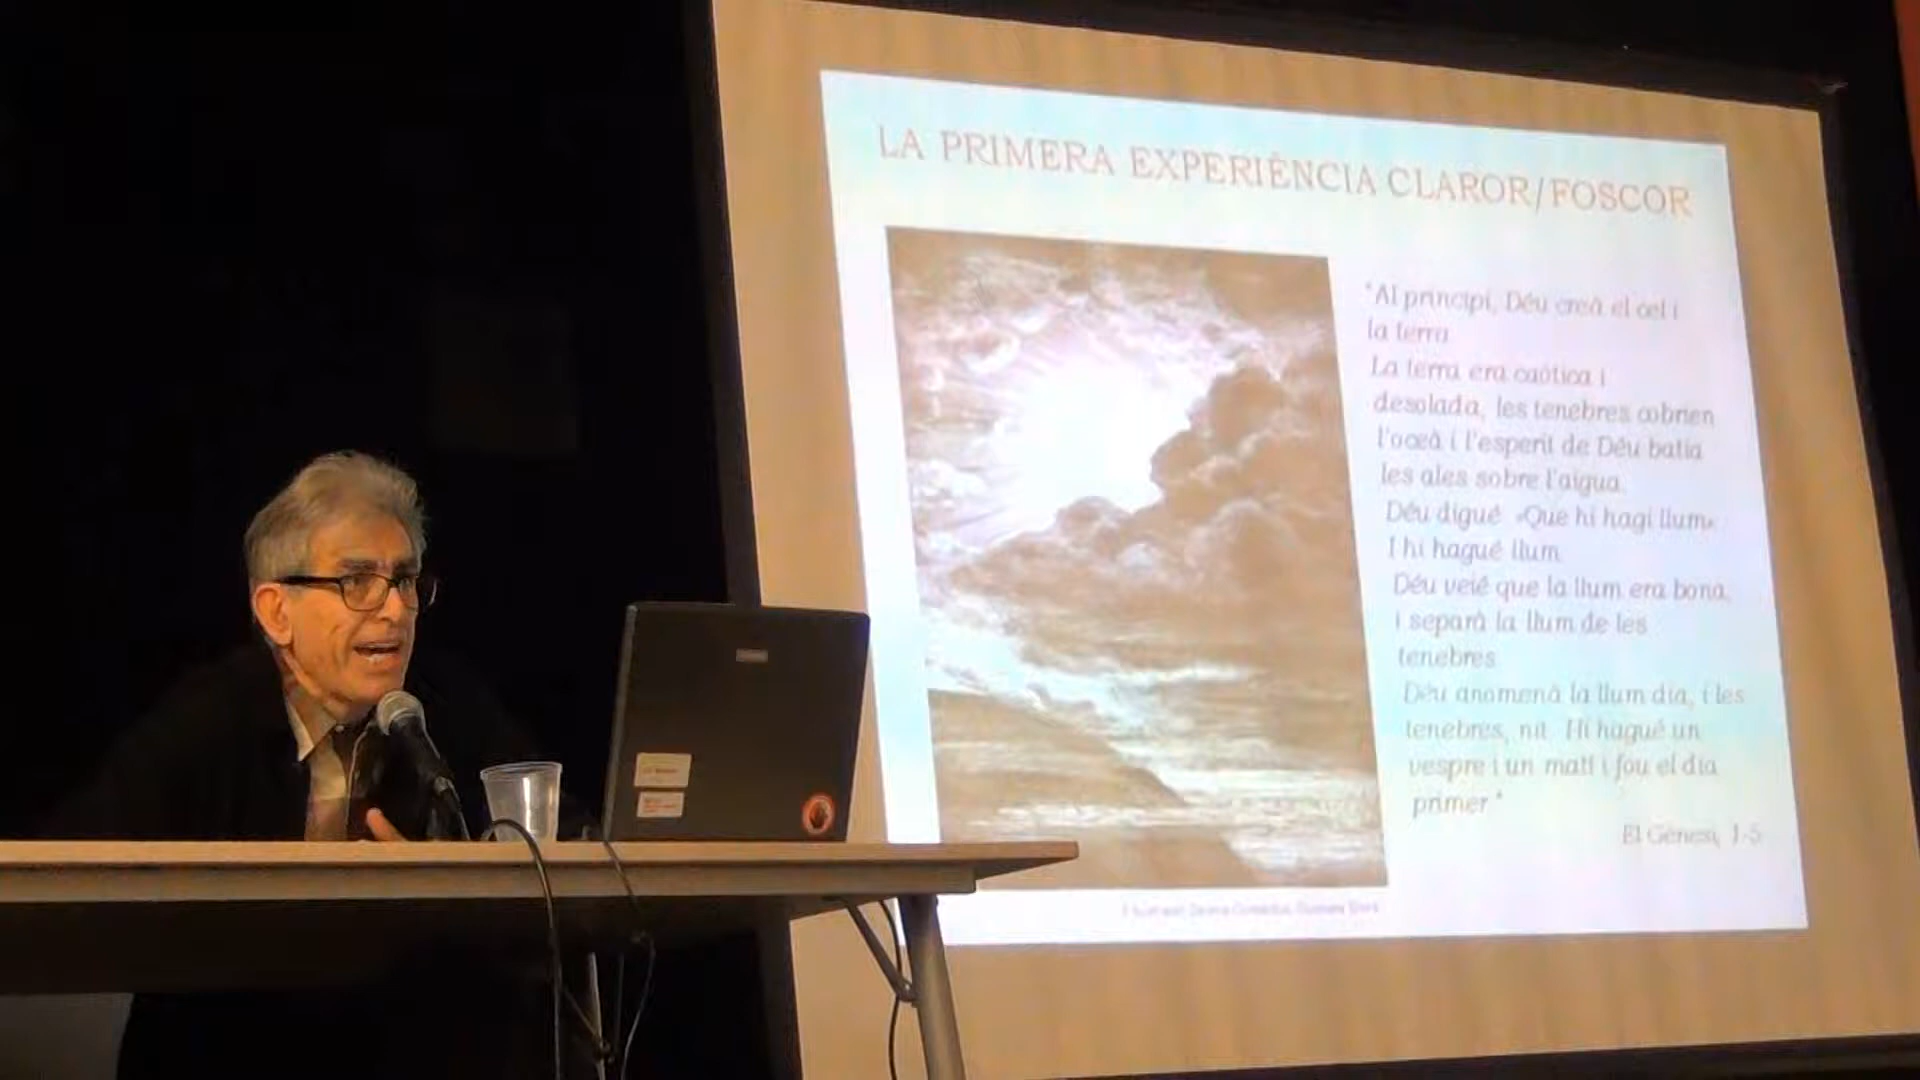 LA PRIMERA EXPERIÈNCIA CLAROR/FOSCOR
"Al principi, Déu creà el cel i
la terra
La terra era caòtica i
desolada, les tenebres cobrien
l'oceà i l'esperit de Déu batia
les ales sobre l'aigua.
Déu digué «Que hi hagi llum»
I hi hagué llum
Déu veié que la llum era bona,
i separà la llum de les
tenebres.
Déu anomenà la llum dia, i les
tenebres, nit. Hi hagué un
vespre i un matí i fou el dia
primer"
El Gènesi, 1-5